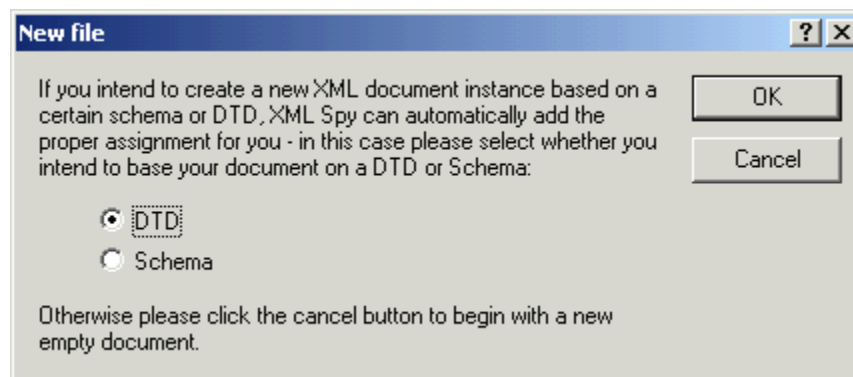 New file
If you intend to create a new XML document instance based on a
certain schema or DTD, XML Spy can automatically add the
proper assignment for you - in this case please select whether you
intend to base your document on a DTD or Schema:
OK
Cancel
DTD
Schema
Otherwise please click the cancel button to begin with a new
empty document.